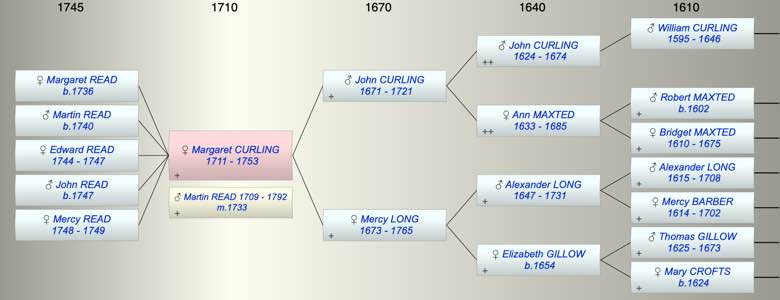 1745
1710
1670
1640
1610
♀ Margaret READ
b.1736
♂ Martin READ
b.1740
♀ Edward READ
1744 - 1747
♂ John READ
b.1747
♀ Mercy READ
1748 - 1749
♀ Margaret CURLING
1711 - 1753
+
♂ Martin READ 1709 - 1792
m.1733
+
♂ John CURLING
1671 - 1721
+
♀ Mercy LONG
1673 - 1765
+
♂ John CURLING
1624 - 1674
++
♀ Ann MAXTED
1633 - 1685
++
♂ Alexander LONG
1647 - 1731
+
♀ Elizabeth GILLOW
b.1654
+
♂ William CURLING
1595 - 1646
♂ Robert MAXTED
b.1602
+
♀ Bridget MAXTED
1610 - 1675
+
♂ Alexander LONG
1615 - 1708
+
♀ Mercy BARBER
1614 - 1702
+
♂ Thomas GILLOW
1625 - 1673
+
♀ Mary CROFTS
b.1624
+